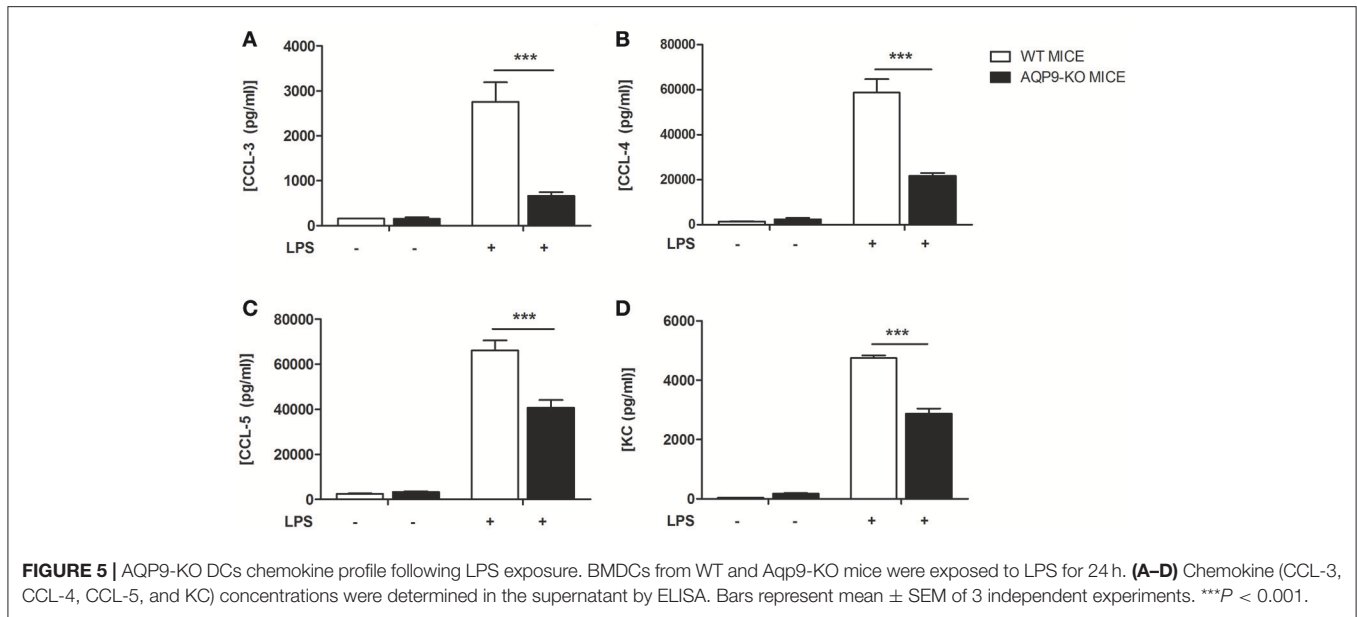 A
4000
3000
2000
1000
0
[CCL-3 (pg/ml)]
***
LPS - - + +
B
80000
60000
40000
20000
0
[CCL-4 (pg/ml)]
***
LPS - - + +
WT MICE
AQP9-KO MICE
C
80000
60000
40000
20000
0
[CCL-5 (pg/ml)]
***
LPS - - + +
D
6000
4000
2000
0
[KC (pg/ml)]
***
LPS - - + +
FIGURE 5 | AQP9-KO DCs chemokine profile following LPS exposure. BMDCs from WT and Aqp9-KO mice were exposed to LPS for 24 h. (A–D) Chemokine (CCL-3,
CCL-4, CCL-5, and KC) concentrations were determined in the supernatant by ELISA. Bars represent mean ± SEM of 3 independent experiments. ***P < 0.001.